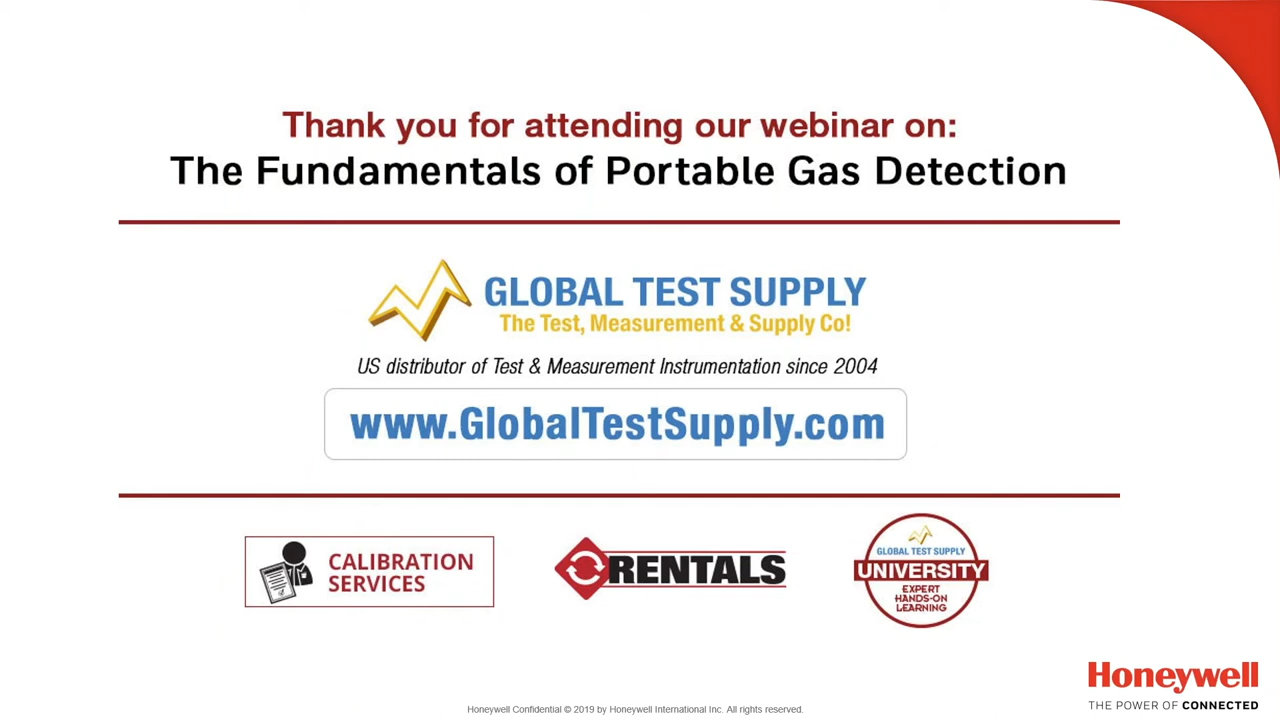 Thank you for attending our webinar on:
The Fundamentals of Portable Gas Detection
GLOBAL TEST SUPPLY
The Test, Measurement & Supply Co!
US distributor of Test & Measurement Instrumentation since 2004
www.GlobalTestSupply.com
CALIBRATION
SERVICES
RENTALS
GLOBAL TEST SUPPLY
UNIVERSITY
EXPERT
HANDS-ON
LEARNING
Honeywell
THE POWER OF CONNECTED
Honeywell Confidential © 2019 by Honeywell International Inc. All rights reserved.